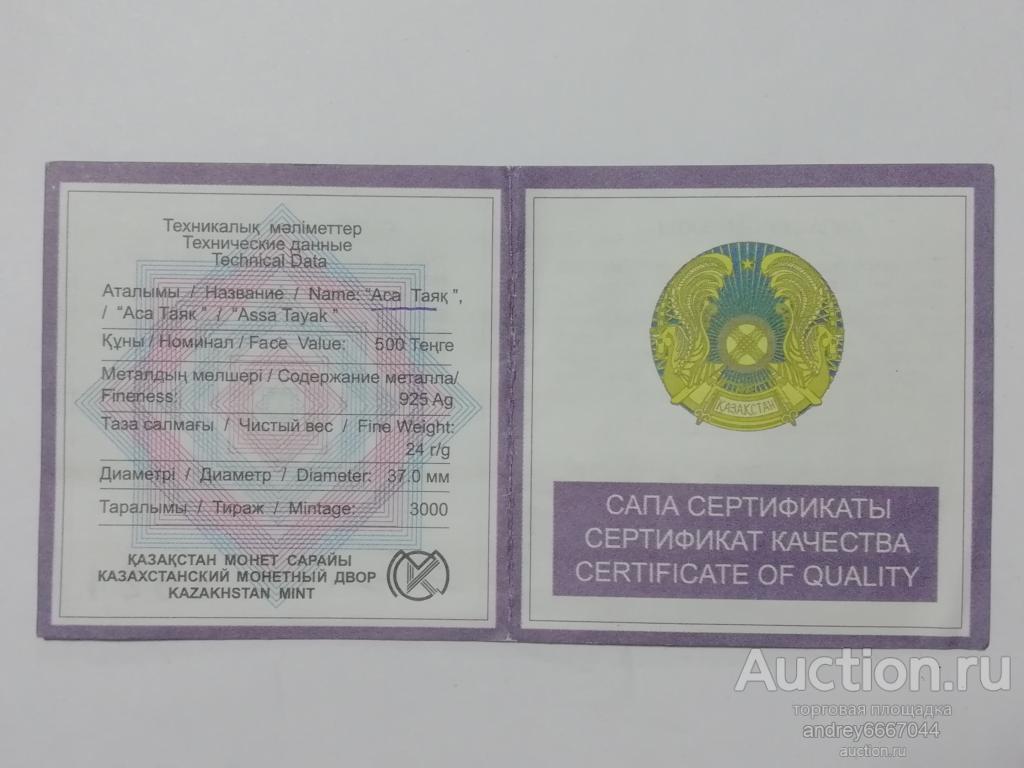 Техникалық мәліметтер
Технические данные
Technical Data
Аталымы / Название / Name: "Аса Таяқ",
/ "Аса Таяк" / "Assa Tayak"
Құны / Номинал / Face Value: 500 Теңге
Металдың мөлшері / Содержание металла/
Fineness: 925 Ag
Таза салмағы / Чистый вес / Fine Weight:
24 г/g
Диаметрі / Диаметр / Diameter: 37.0 мм
Таралымы / Тираж / Mintage: 3000
ҚАЗАҚСТАН МОНЕТ САРАЙЫ
КАЗАХСТАНСКИЙ МОНЕТНЫЙ ДВОР
KAZAKHSTAN MINT
ҚАЗАҚСТАН
САПА СЕРТИФИКАТЫ
СЕРТИФИКАТ КАЧЕСТВА
CERTIFICATE OF QUALITY
Auction.ru
торговая площадка
andrey6667044
auction.ru